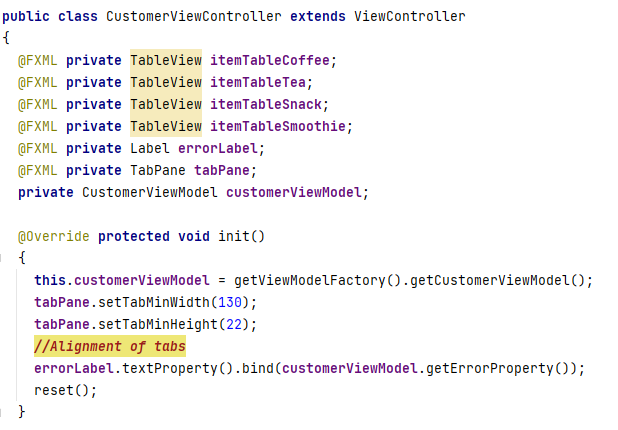 public class CustomerViewController extends ViewController
{
@FXML private TableView itemTableCoffee;
@FXML private TableView itemTableTea;
@FXML private TableView itemTableSnack;
@FXML private TableView itemTableSmoothie;
@FXML private Label errorLabel;
@FXML private TabPane tabPane;
private CustomerViewModel customerViewModel;
@Override protected void init()
{
this.customerViewModel = getViewModelFactory().getCustomerViewModel();
tabPane.setTabMinWidth(130);
tabPane.setTabMinHeight(22);
//Alignment of tabs
errorLabel.textProperty().bind(customerViewModel.getErrorProperty());
reset();
}